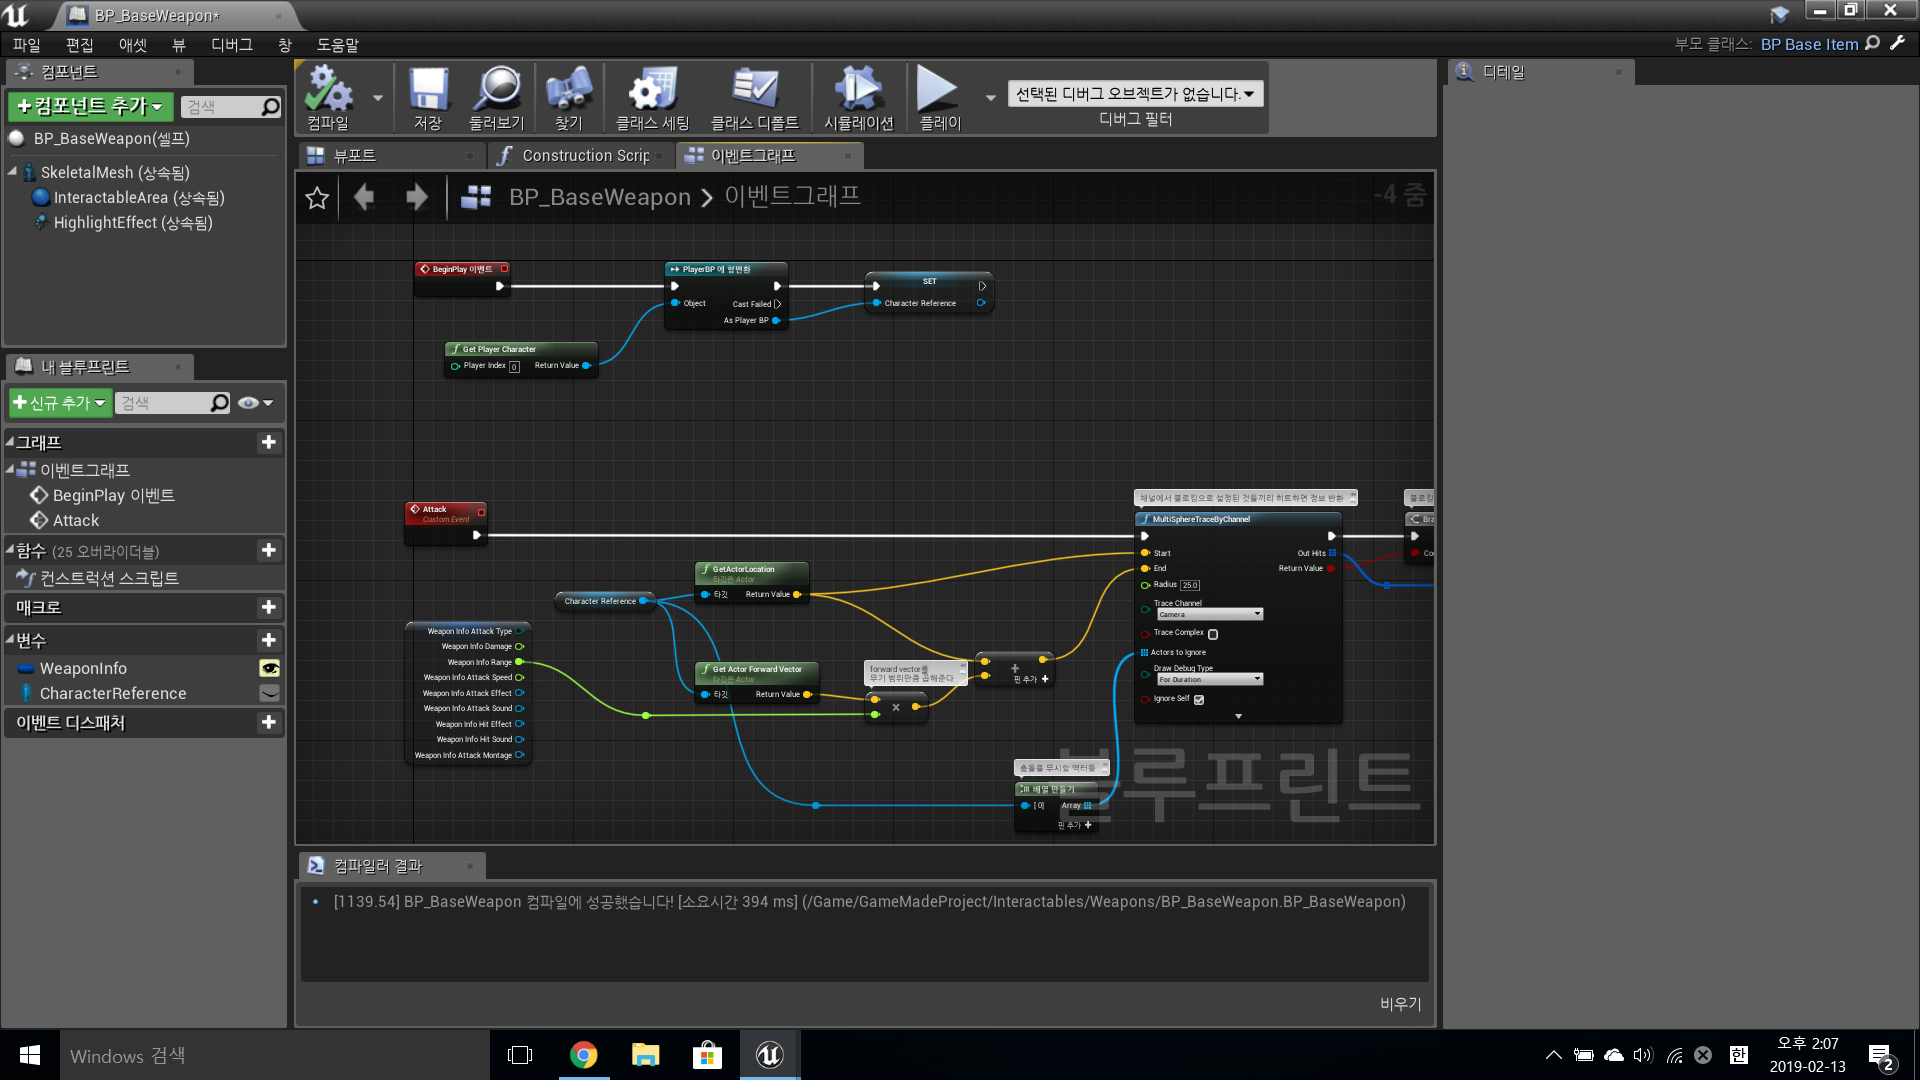 BP_BaseWeapon*
파일 편집 애셋 뷰 디버그 창 도움말
부모 클래스: BP Base Item
컴포넌트
+컴포넌트 추가
검색
BP_BaseWeapon(셀프)
SkeletalMesh (상속됨)
InteractableArea (상속됨)
HighlightEffect (상속됨)
내 블루프린트
신규 추가
검색
그래프
이벤트그래프
BeginPlay 이벤트
Attack
함수 (25 오버라이더블)
컨스트럭션 스크립트
매크로
변수
WeaponInfo
CharacterReference
이벤트 디스패처
컴파일 저장 둘러보기 찾기 클래스 세팅 클래스 디폴트 시뮬레이션 플레이
선택된 디버그 오브젝트가 없습니다.
디버그 필터
뷰포트
Construction Scrip
이벤트그래프
BP_BaseWeapon > 이벤트그래프
-4 줌
BeginPlay 이벤트
PlayerBP 에 형변환
Object
Cast Failed
As Player BP
SET
Character Reference
Get Player Character
Player Index 0
Return Value
Attack
Custom Event
GetActorLocation
타깃은 Actor
타깃
Return Value
Character Reference
Weapon Info Attack Type
Weapon Info Damage
Weapon Info Range
Weapon Info Attack Speed
Weapon Info Attack Effect
Weapon Info Attack Sound
Weapon Info Hit Effect
Weapon Info Hit Sound
Weapon Info Attack Montage
Get Actor Forward Vector
타깃은 Actor
타깃
Return Value
forward vector를
무기 범위만큼 곱해준다
x
+
핀 추가 +
채널에서 블로킹으로 설정된 것들끼리 히트하면 정보 반환
MultiSphereTraceByChannel
Start
Out Hits
End
Return Value
Radius 25.0
Trace Channel
Camera
Trace Complex
Actors to Ignore
Draw Debug Type
For Duration
Ignore Self
블로킹
Bra
Co
충돌을 무시할 액터들
배열 만들기
[0]
Array
핀 추가 +
블루프린트
컴파일러 결과
[1139.54] BP_BaseWeapon 컴파일에 성공했습니다! [소요시간 394 ms] (/Game/GameMadeProject/Interactables/Weapons/BP_BaseWeapon.BP_BaseWeapon)
비우기
디테일
Windows 검색
한
오후 2:07
2019-02-13
2